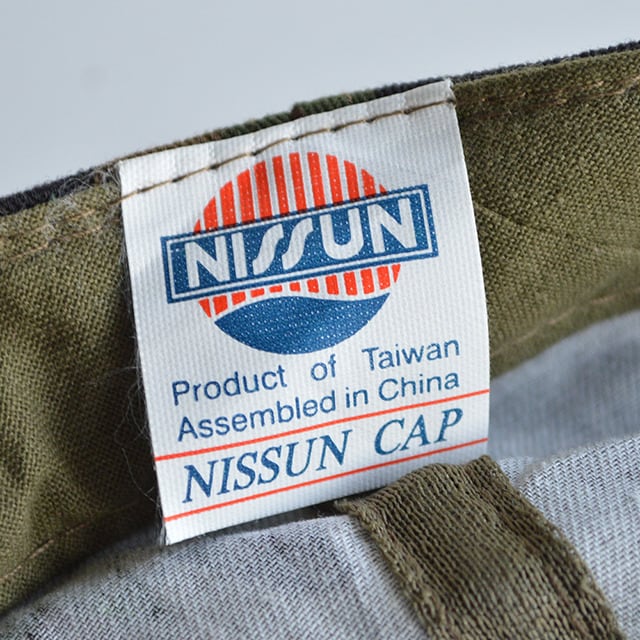 NISSUN
Product of Taiwan
Assembled in China
NISSUN CAP